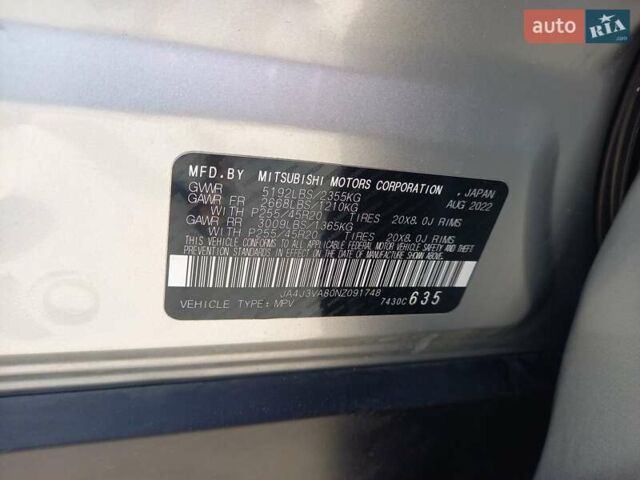 auto RIA
.com
MFD.BY MITSUBISHI MOTORS CORPORATION, JAPAN
GVWR 5192LBS/2355KG AUG 2022
GAWR FR 2668LBS/1210KG
WITH P255/45R20 TIRES 20X8.0J RIMS
GAWR RR 3009LBS/1365KG
WITH P255/45R20 TIRES 20X8.0J RIMS
THIS VEHICLE CONFORMS TO ALL APPLICABLE FEDERAL MOTOR VEHICLE SAFETY AND THEFT
PREVENTION STANDARDS IN EFFECT ON THE DATE OF MANUFACTURE SHOWN ABOVE.
JA4J3VA80NZ091748
VEHICLE TYPE: MPV 7430C 635